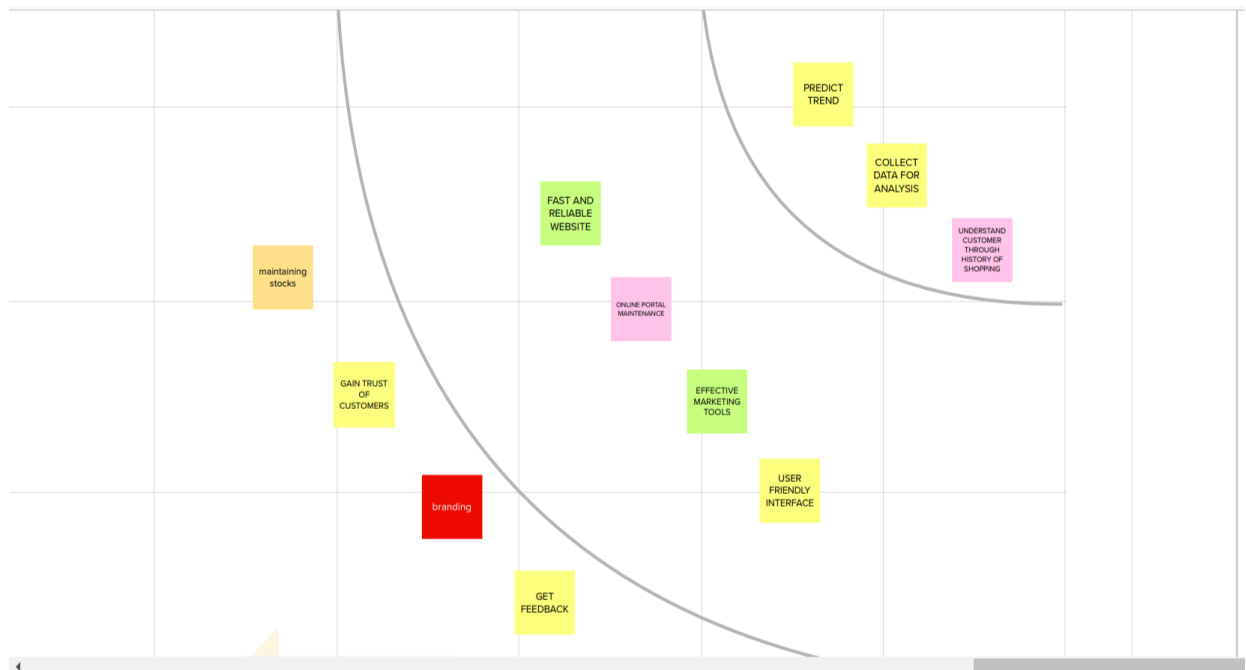 PREDICT
TREND
COLLECT
DATA FOR
ANALYSIS
FAST AND
RELIABLE
WEBSITE
UNDERSTAND
CUSTOMER
THROUGH
HISTORY OF
SHOPPING
maintaining
stocks
ONLINE PORTAL
MAINTENANCE
GAIN TRUST
OF
CUSTOMERS
EFFECTIVE
MARKETING
TOOLS
USER
FRIENDLY
INTERFACE
branding
GET
FEEDBACK